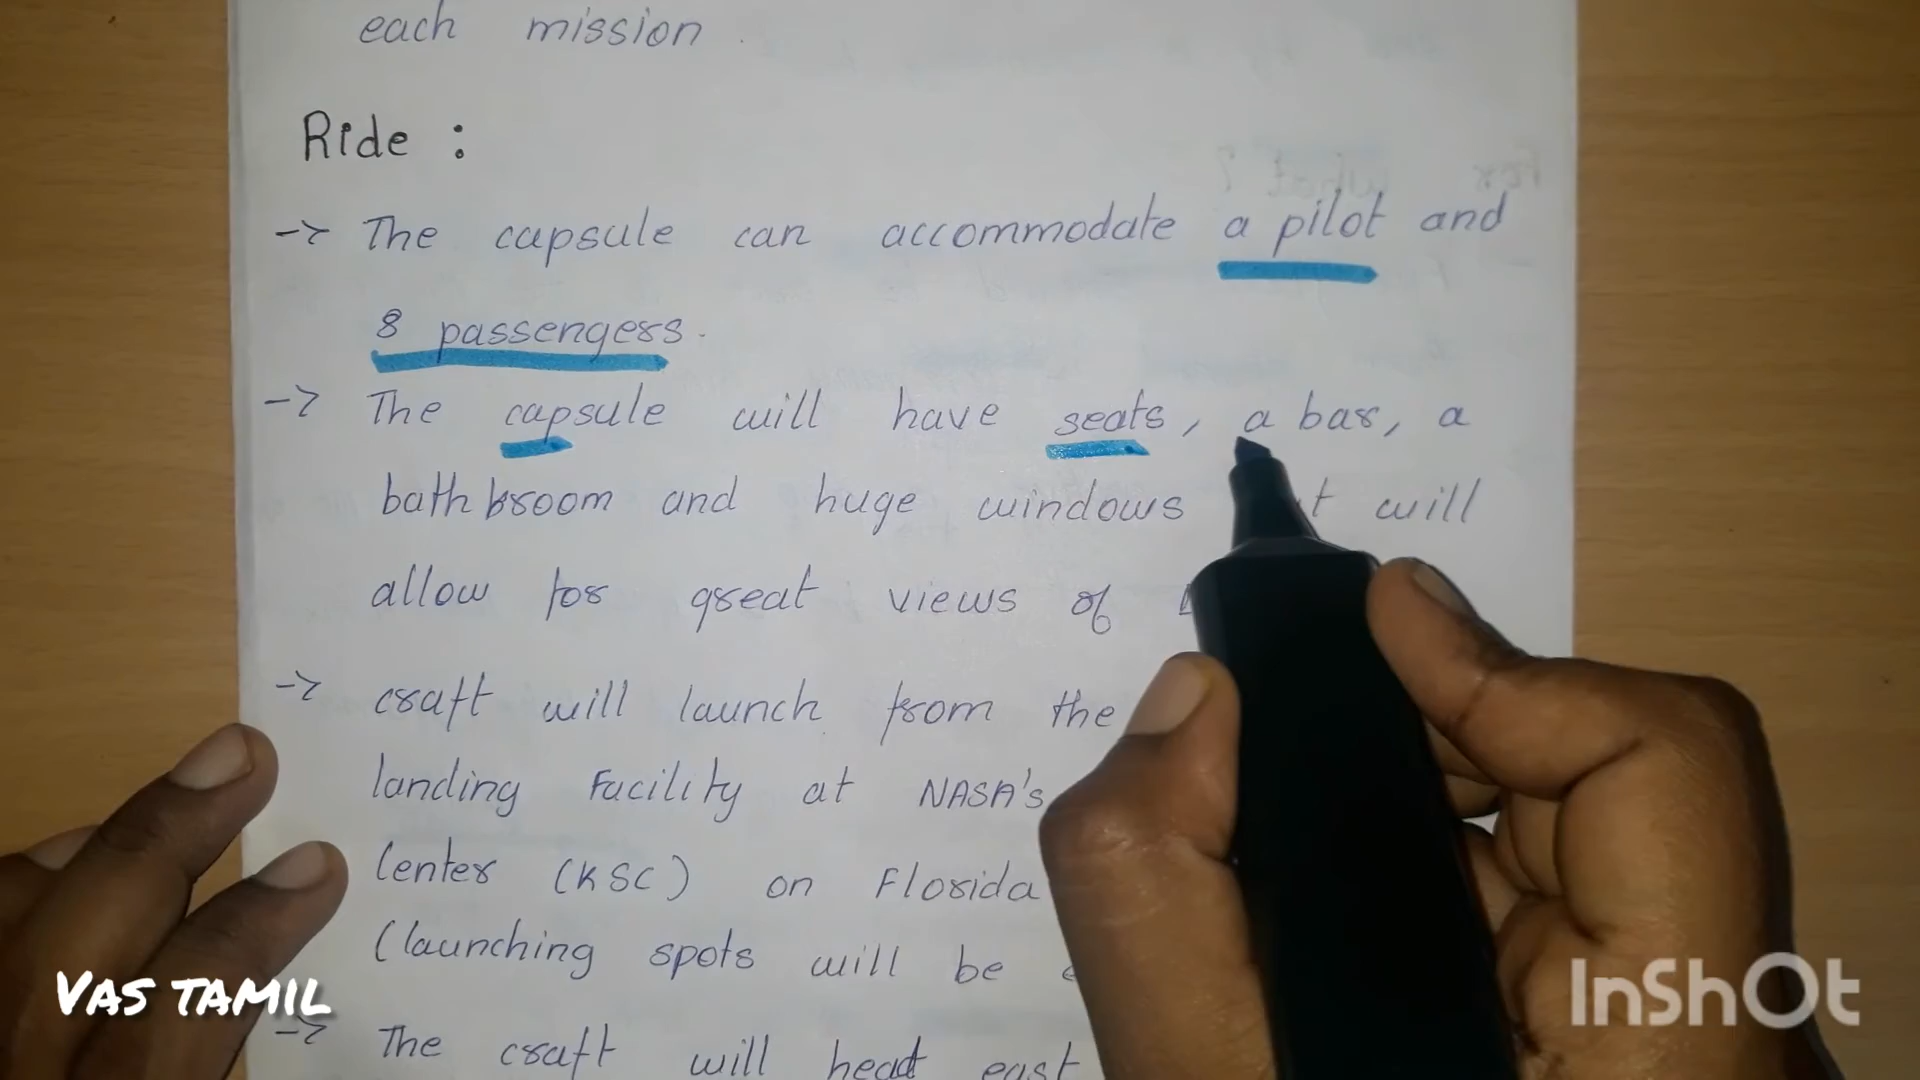 each mission.
Ride :
-> The capsule can accommodate a pilot and
8 passengers.
-> The capsule will have seats, a bar, a
bathroom and huge windows will
allow for great views of
-> craft will launch from the
landing Facility at NASA's
Center (KSC) on Florida
(launching spots will be
-> The craft will head east
VAS TAMIL
InShOt